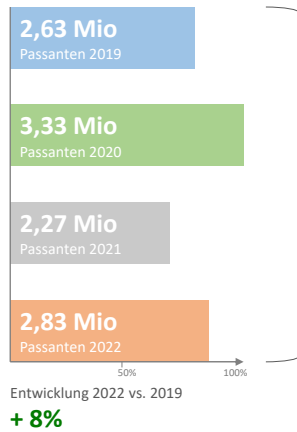 2,63 Mio
Passanten 2019
3,33 Mio
Passanten 2020
2,27 Mio
Passanten 2021
2,83 Mio
Passanten 2022
50% 100%
Entwicklung 2022 vs. 2019
+ 8%